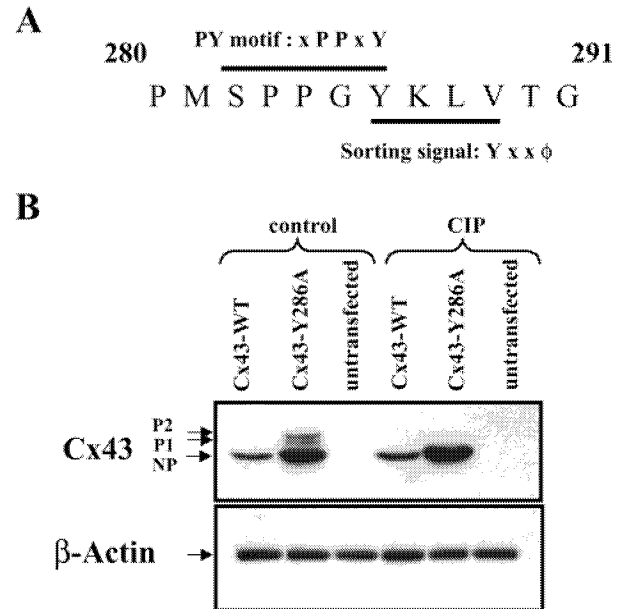 A
PY motif : x P P x Y
280 291
P M S P P G Y K L V T G
Sorting signal: Y x x ϕ
B
control CIP
Cx43-WT Cx43-Y286A untransfected Cx43-WT Cx43-Y286A untransfected
P2
P1
Cx43 NP
β-Actin